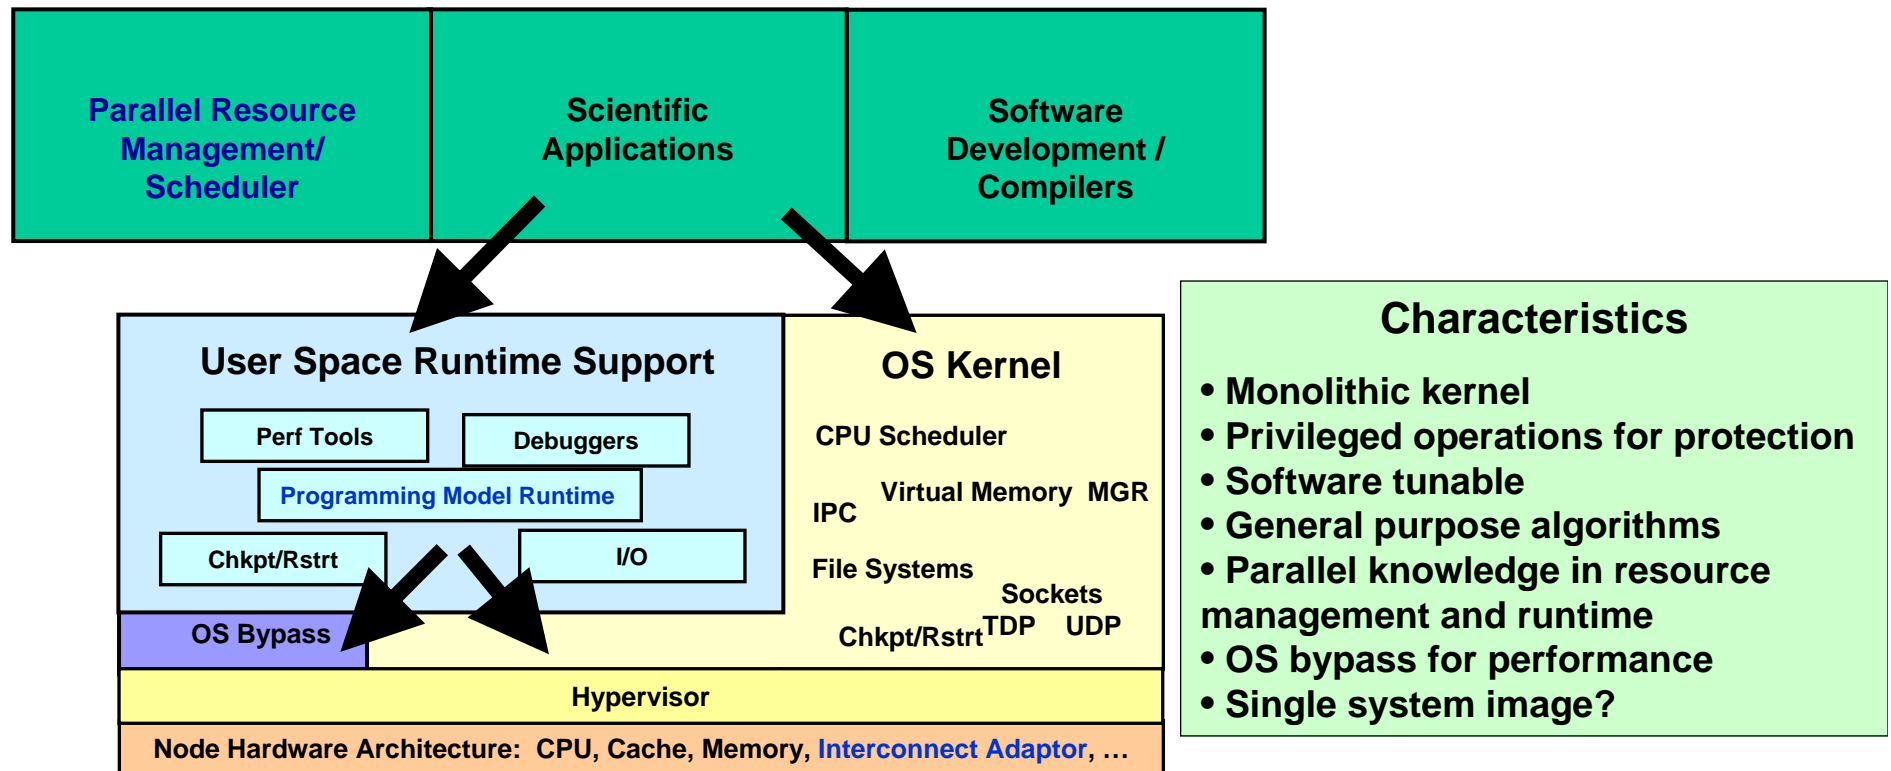 Parallel Resource
Management/
Scheduler
Scientific
Applications
Software
Development /
Compilers
User Space Runtime Support
Perf Tools
Debuggers
Programming Model Runtime
Chkpt/Rstrt
I/O
OS Bypass
OS Kernel
CPU Scheduler
Virtual Memory MGR
IPC
File Systems
Sockets
TDP UDP
Chkpt/Rstrt
Hypervisor
Node Hardware Architecture: CPU, Cache, Memory, Interconnect Adaptor, …
Characteristics
• Monolithic kernel
• Privileged operations for protection
• Software tunable
• General purpose algorithms
• Parallel knowledge in resource
management and runtime
• OS bypass for performance
• Single system image?